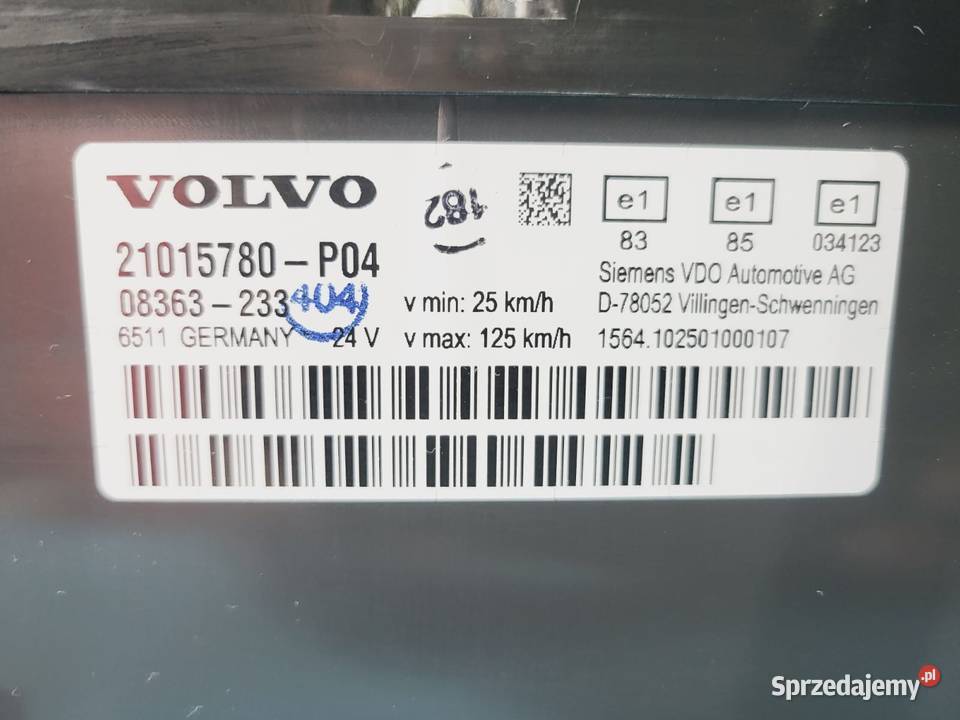 VOLVO
182
e1
e1
e1
83
85
034123
21015780-P04
Siemens VDO Automotive AG
08363-233
404
v min: 25 km/h
D-78052 Villingen-Schwenningen
6511 GERMANY
24 V
v max: 125 km/h
1564.102501000107
Sprzedajemy.pl